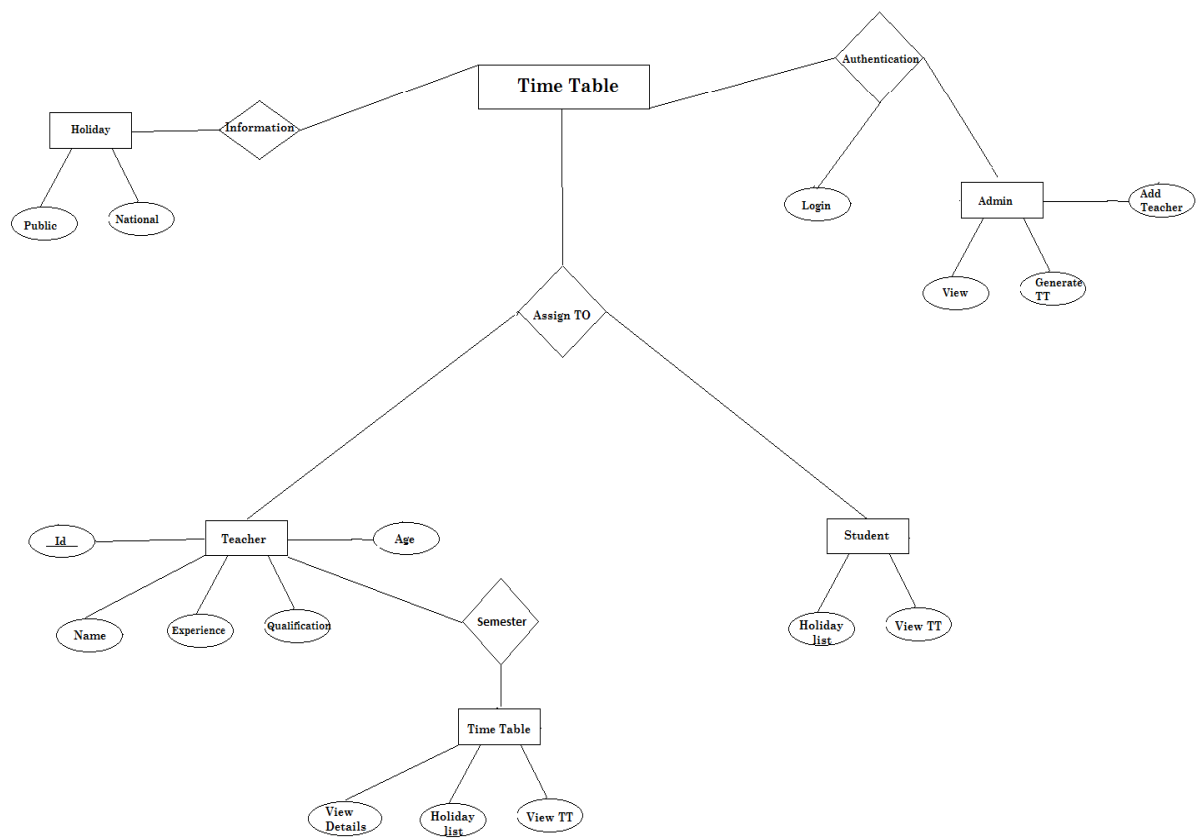 Time Table
Authentication
Holiday
Information
Public
National
Login
Admin
Add
Teacher
View
Generate
TT
Assign TO
Id
Teacher
Age
Student
Name
Experience
Qualification
Semester
Holiday
list
View TT
Time Table
View
Details
Holiday
list
View TT